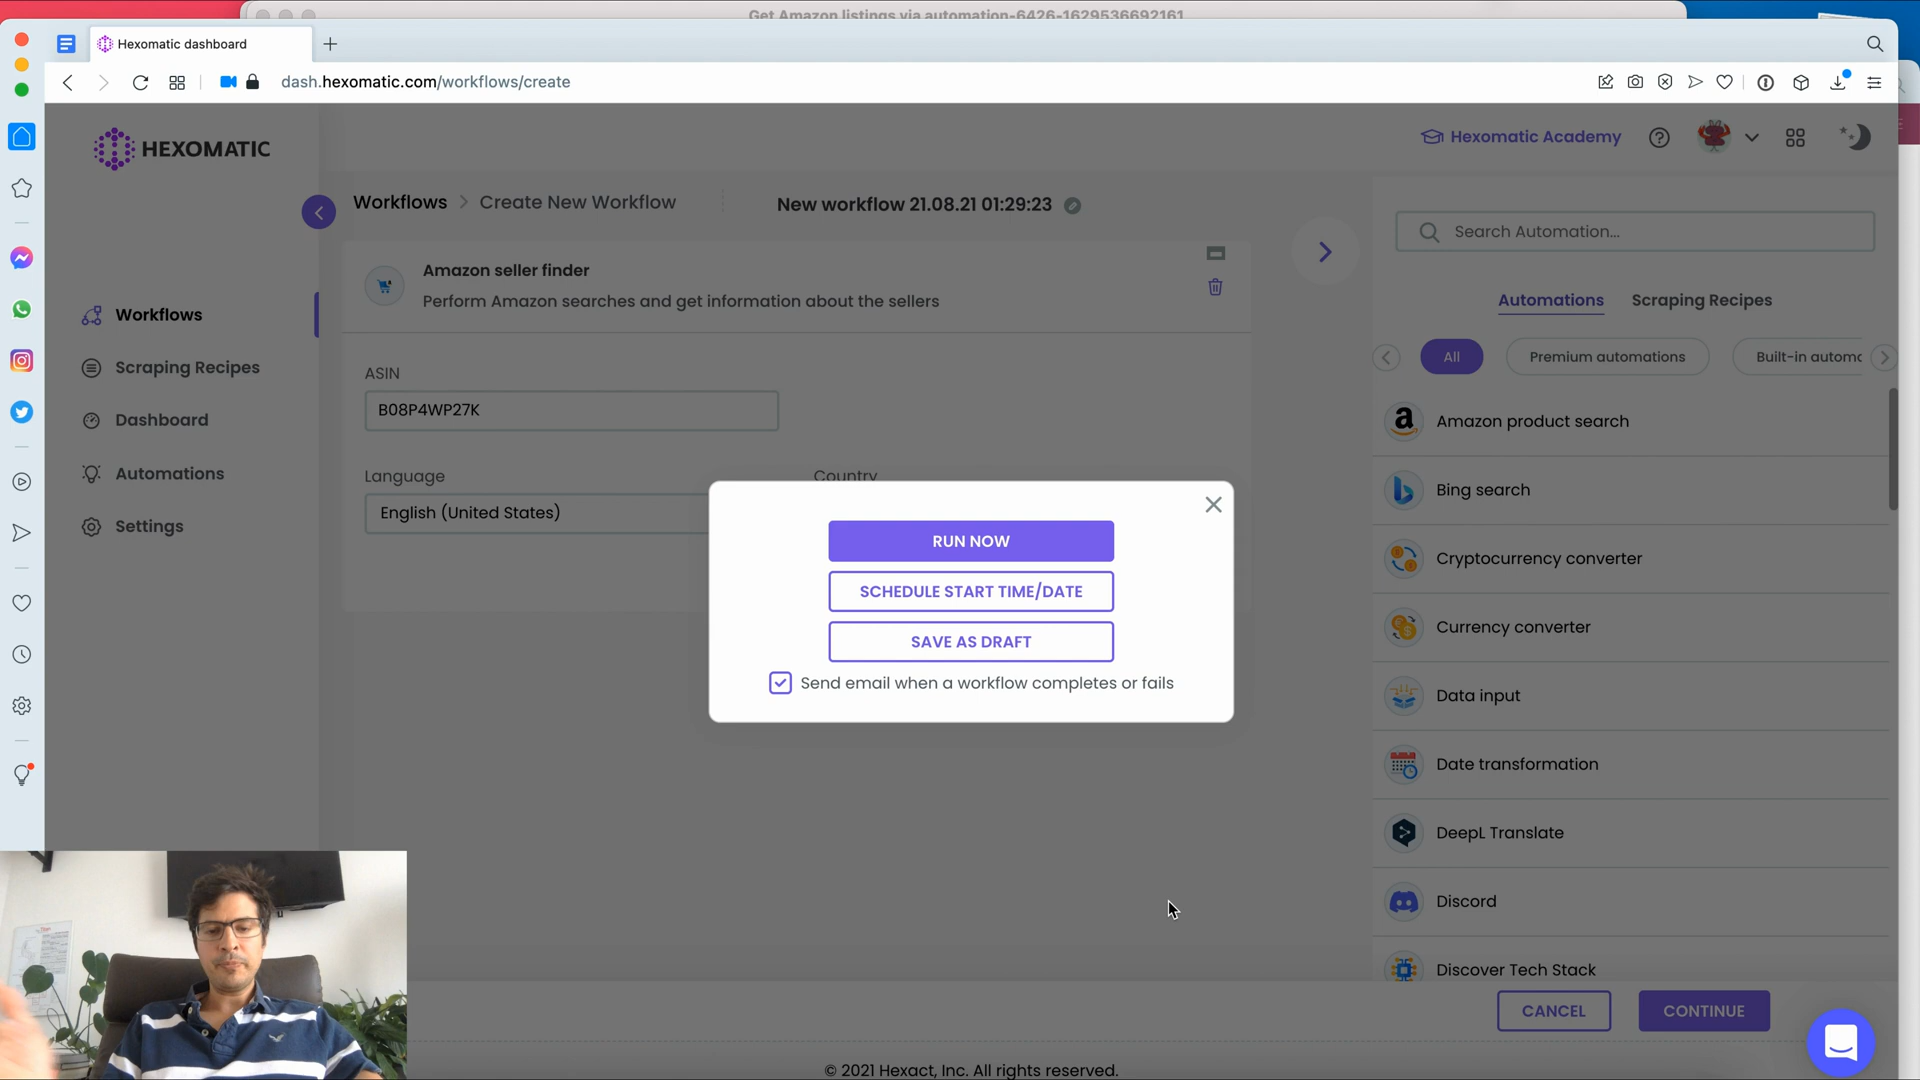 Get Amazon listings via automation-6426-1629536692161
Hexomatic dashboard
dash.hexomatic.com/workflows/create
HEXOMATIC
Hexomatic Academy
Workflows > Create New Workflow
New workflow 21.08.21 01:29:23
Search Automation...
Amazon seller finder
Perform Amazon searches and get information about the sellers
Workflows
Scraping Recipes
Dashboard
Automations
Settings
ASIN
B08P4WP27K
Language
Country
English (United States)
RUN NOW
SCHEDULE START TIME/DATE
SAVE AS DRAFT
Send email when a workflow completes or fails
Automations
Scraping Recipes
All
Premium automations
Built-in automa
Amazon product search
Bing search
Cryptocurrency converter
Currency converter
Data input
Date transformation
DeepL Translate
Discord
Discover Tech Stack
CANCEL
CONTINUE
© 2021 Hexact, Inc. All rights reserved.